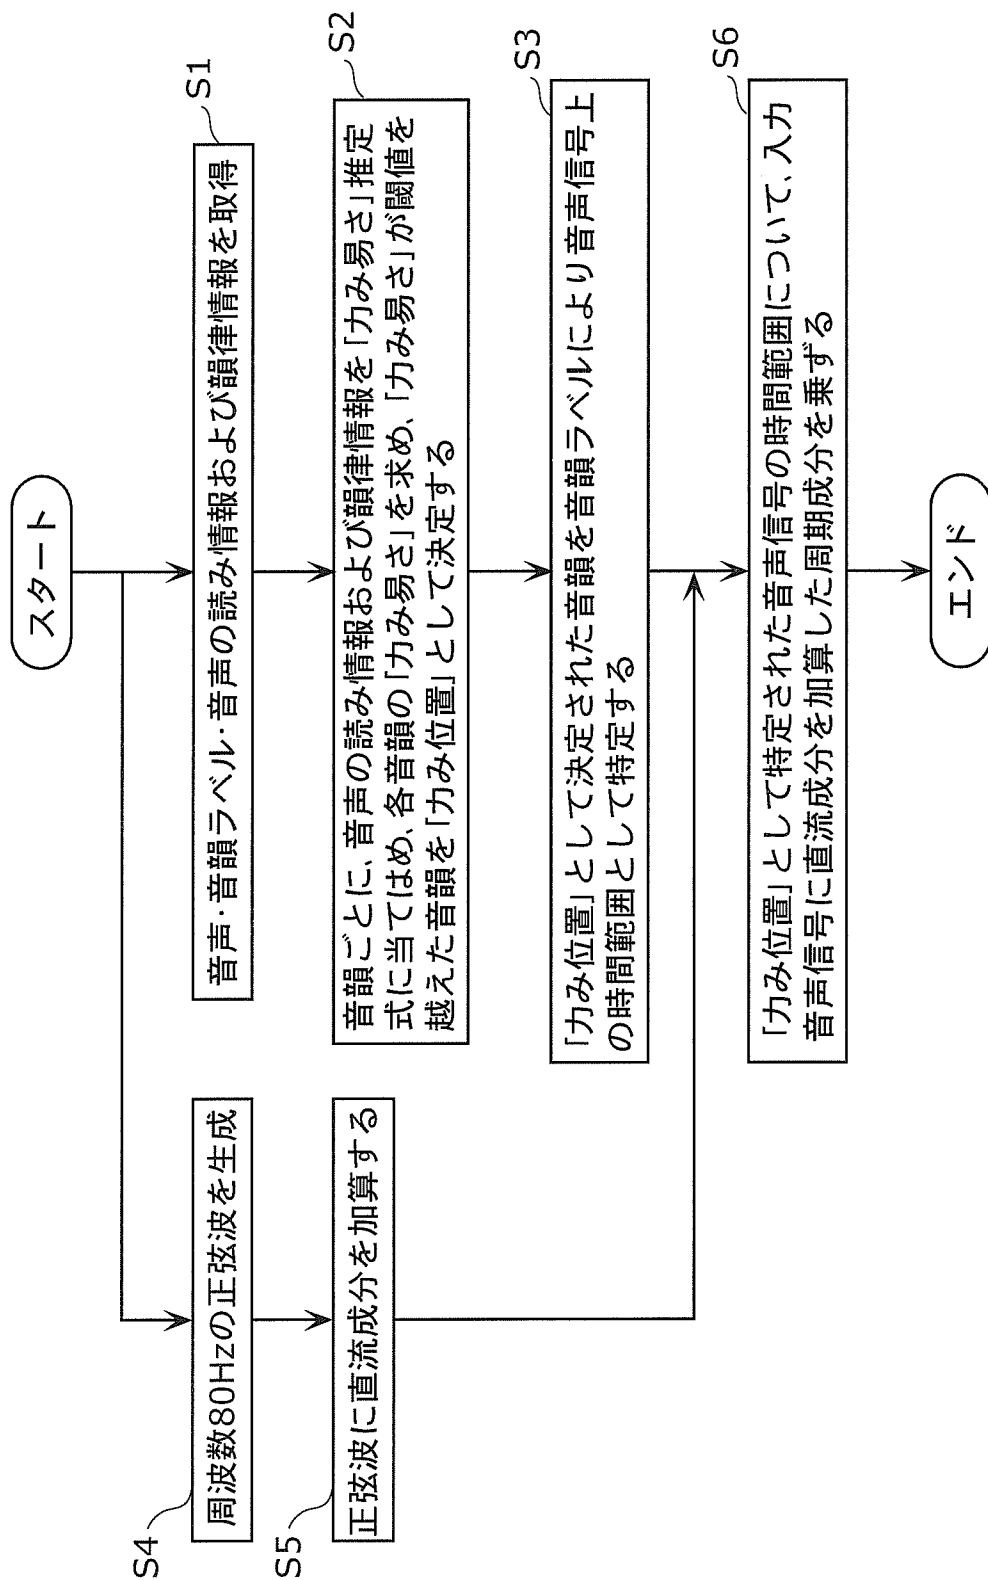 スタート
S1
音声・音韻ラベル・音声の読み情報および韻律情報を取得
S2
音韻ごとに、音声の読み情報および韻律情報を「力み易さ」推定
式に当てはめ、各音韻の「力み易さ」を求め、「力み易さ」が閾値を
越えた音韻を「力み位置」として決定する
S3
「力み位置」として決定された音韻を音韻ラベルにより音声信号上
の時間範囲として特定する
S4
周波数80Hzの正弦波を生成
S5
正弦波に直流成分を加算する
S6
「力み位置」として特定された音声信号の時間範囲について、入力
音声信号に直流成分を加算した周期成分を乗ずる
エンド